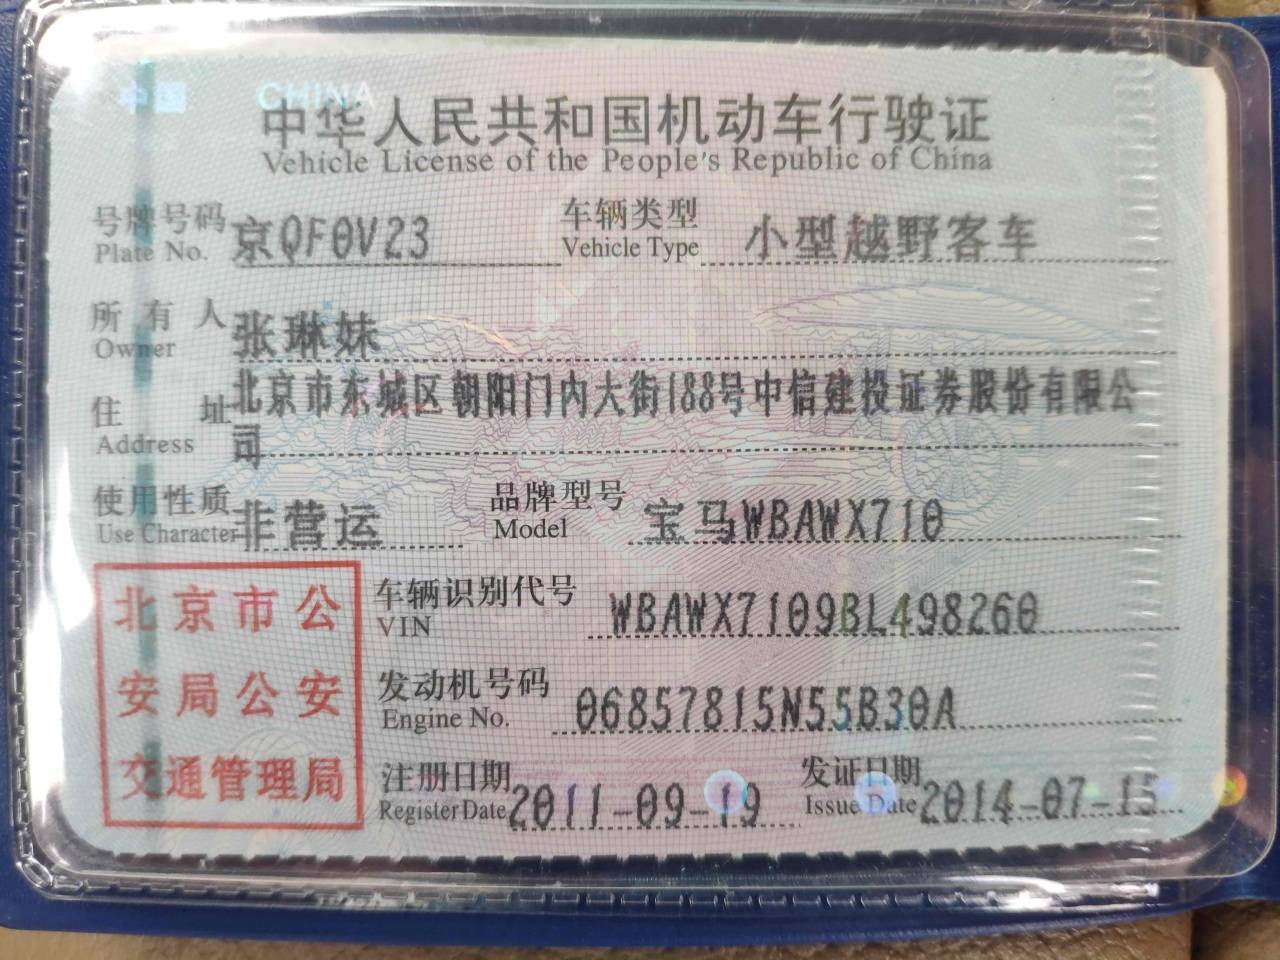 CHINA
中华人民共和国机动车行驶证
Vehicle License of the People's Republic of China
号牌号码 京QF0V23 车辆类型 小型越野客车
Plate No. Vehicle Type
所有人 张琳妹
Owner
住址 北京市东城区朝阳门内大街188号中信建投证券股份有限公
Address 司
使用性质 非营运 品牌型号 宝马WBAWX710
Use Character Model
北京市公 车辆识别代号 WBAWX7109BL498260
VIN
安局公安 发动机号码 06857815N55B30A
Engine No.
交通管理局 注册日期 2011-09-19 发证日期 2014-07-15
Register Date Issue Date